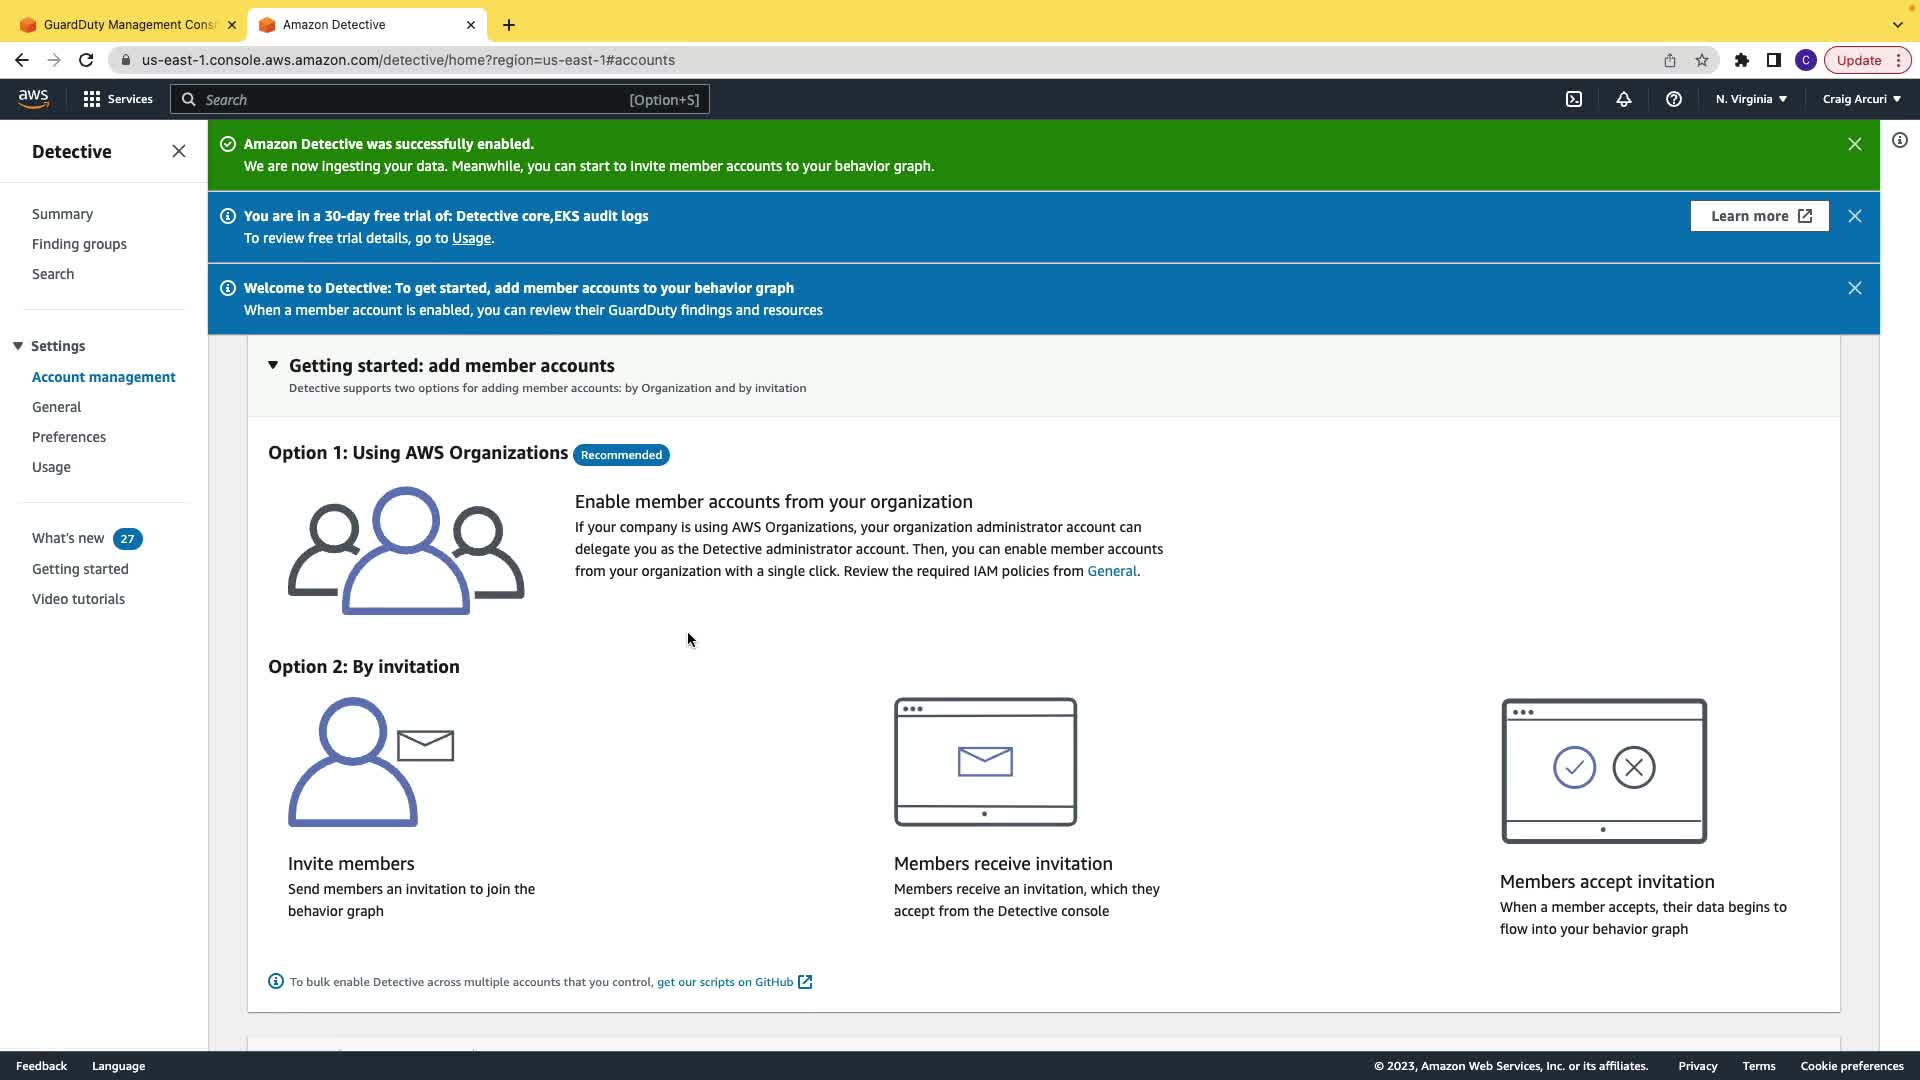 GuardDuty Management Cons
Amazon Detective
us-east-1.console.aws.amazon.com/detective/home?region=us-east-1#accounts
C
Update
aws
Services
Search
[Option+S]
N. Virginia
Craig Arcuri
Detective
Summary
Finding groups
Search
Settings
Account management
General
Preferences
Usage
What's new 27
Getting started
Video tutorials
Amazon Detective was successfully enabled.
We are now ingesting your data. Meanwhile, you can start to invite member accounts to your behavior graph.
You are in a 30-day free trial of: Detective core,EKS audit logs
To review free trial details, go to Usage.
Learn more
Welcome to Detective: To get started, add member accounts to your behavior graph
When a member account is enabled, you can review their GuardDuty findings and resources
Getting started: add member accounts
Detective supports two options for adding member accounts: by Organization and by invitation
Option 1: Using AWS Organizations Recommended
Enable member accounts from your organization
If your company is using AWS Organizations, your organization administrator account can
delegate you as the Detective administrator account. Then, you can enable member accounts
from your organization with a single click. Review the required IAM policies from General.
Option 2: By invitation
Invite members
Send members an invitation to join the
behavior graph
Members receive invitation
Members receive an invitation, which they
accept from the Detective console
Members accept invitation
When a member accepts, their data begins to
flow into your behavior graph
To bulk enable Detective across multiple accounts that you control, get our scripts on GitHub
Feedback
Language
© 2023, Amazon Web Services, Inc. or its affiliates.
Privacy
Terms
Cookie preferences